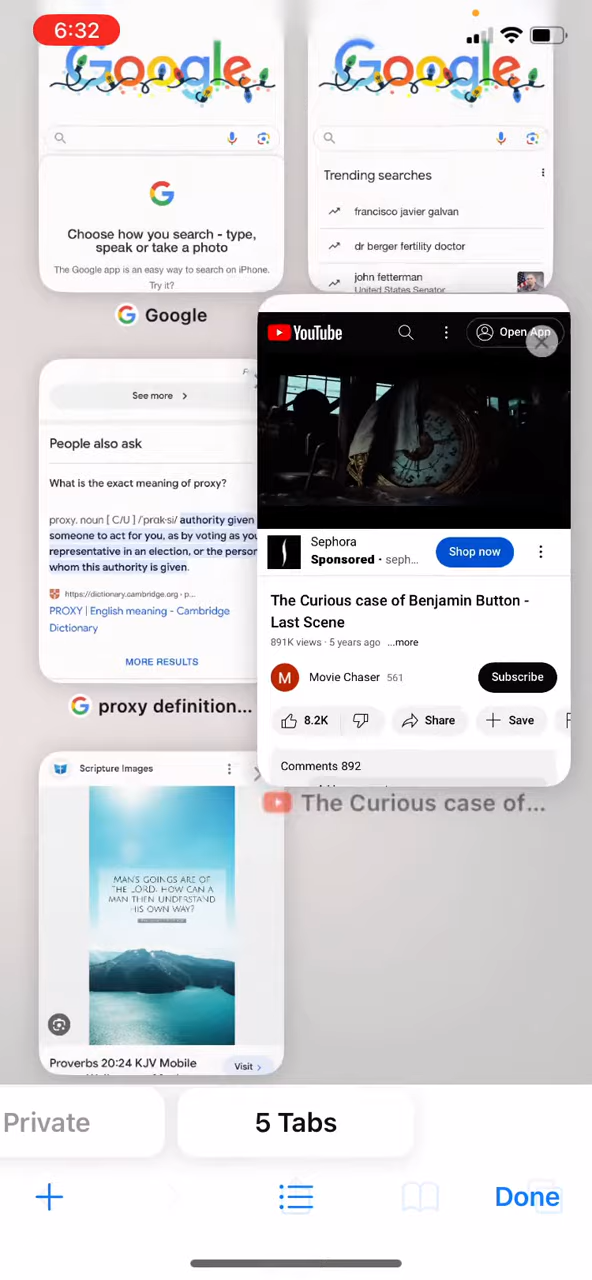 6:32
Google
Google
Choose how you search - type,
speak or take a photo
The Google app is an easy way to search on iPhone.
Try it?
Google
Trending searches
francisco javier galvan
dr berger fertility doctor
john fetterman
United States Senator
See more
People also ask
What is the exact meaning of proxy?
proxy. noun [ C/U ] /ˈprɑk·si/ authority given
someone to act for you, as by voting as you
representative in an election, or the person
whom this authority is given.
https://dictionary.cambridge.org › p...
PROXY | English meaning - Cambridge
Dictionary
MORE RESULTS
proxy definition...
YouTube
Open App
Sephora
Sponsored · seph...
Shop now
The Curious case of Benjamin Button -
Last Scene
891K views · 5 years ago ...more
M
Movie Chaser 561
Subscribe
8.2K
Share
Save
Comments 892
The Curious case of...
Scripture Images
MAN'S GOINGS ARE OF
THE LORD; HOW CAN A
MAN THEN UNDERSTAND
HIS OWN WAY?
Proverbs 20:24 KJV Mobile
Visit
Private
5 Tabs
Done